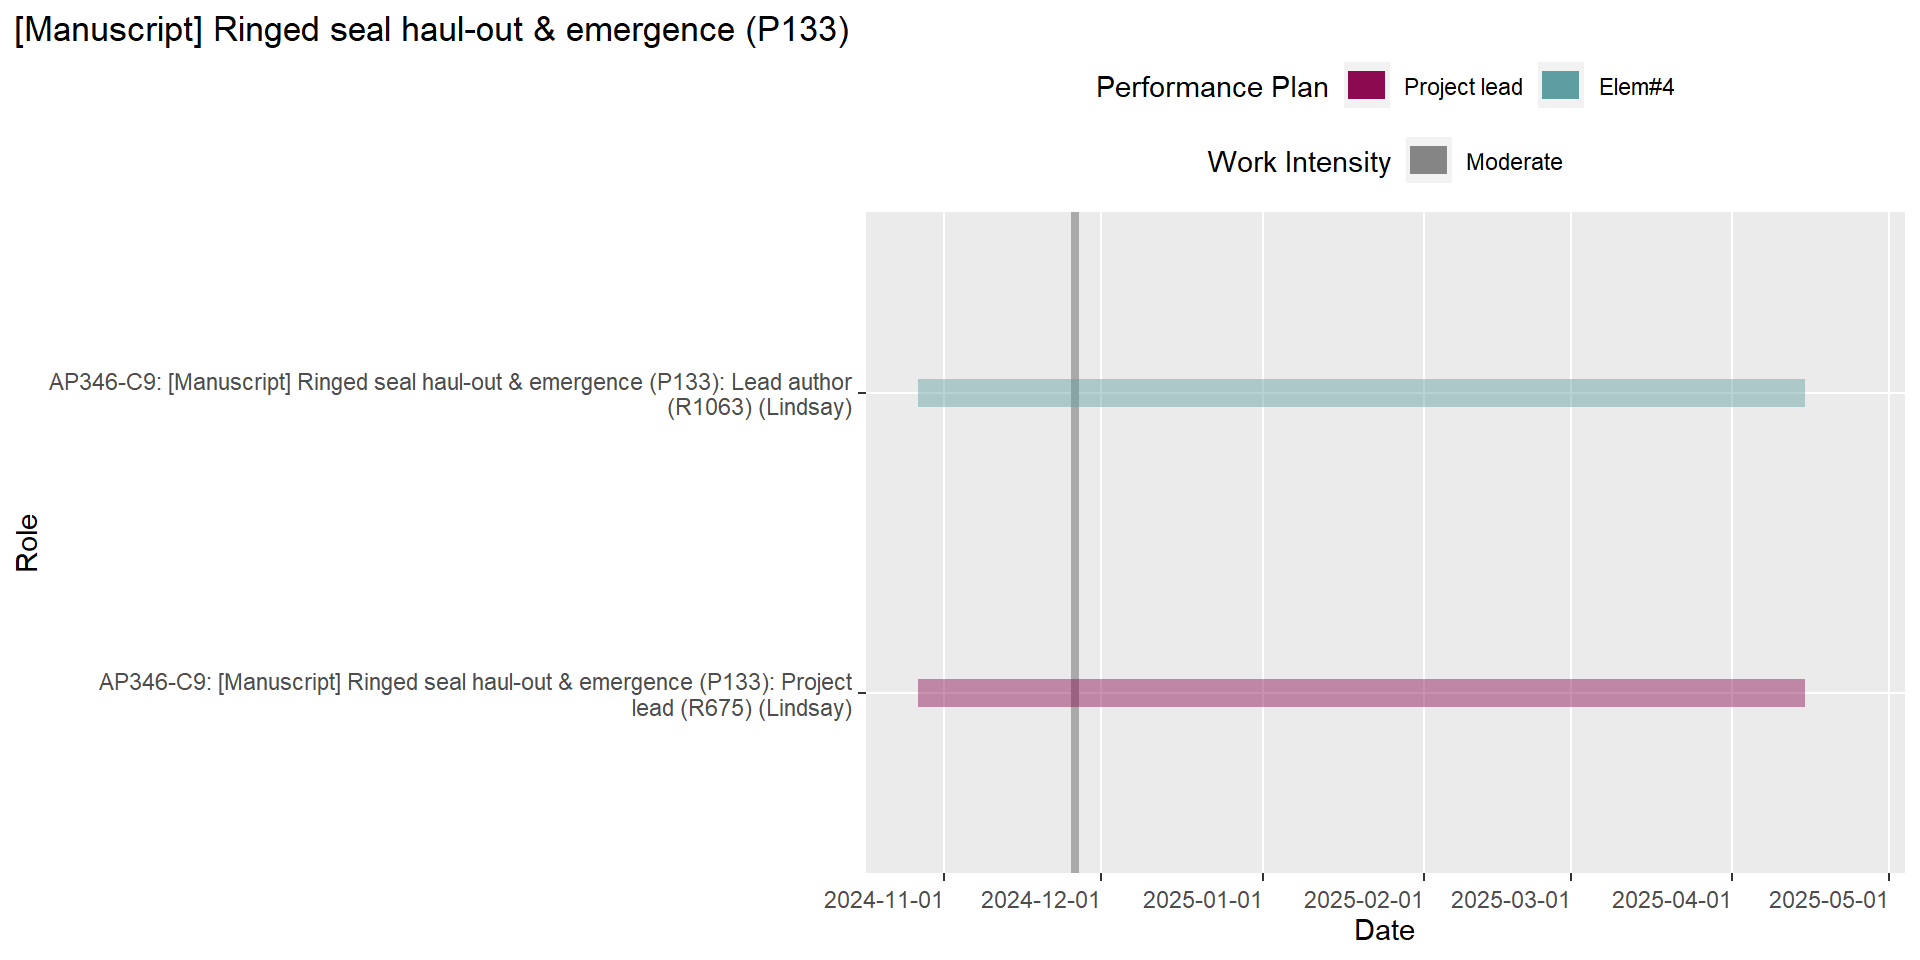 [Manuscript] Ringed seal haul-out & emergence (P133)
Performance Plan Project lead Elem#4
Work Intensity Moderate
AP346-C9: [Manuscript] Ringed seal haul-out & emergence (P133): Lead author
(R1063) (Lindsay)
Role
AP346-C9: [Manuscript] Ringed seal haul-out & emergence (P133): Project
lead (R675) (Lindsay)
2024-11-01 2024-12-01 2025-01-01 2025-02-01 2025-03-01 2025-04-01 2025-05-01
Date